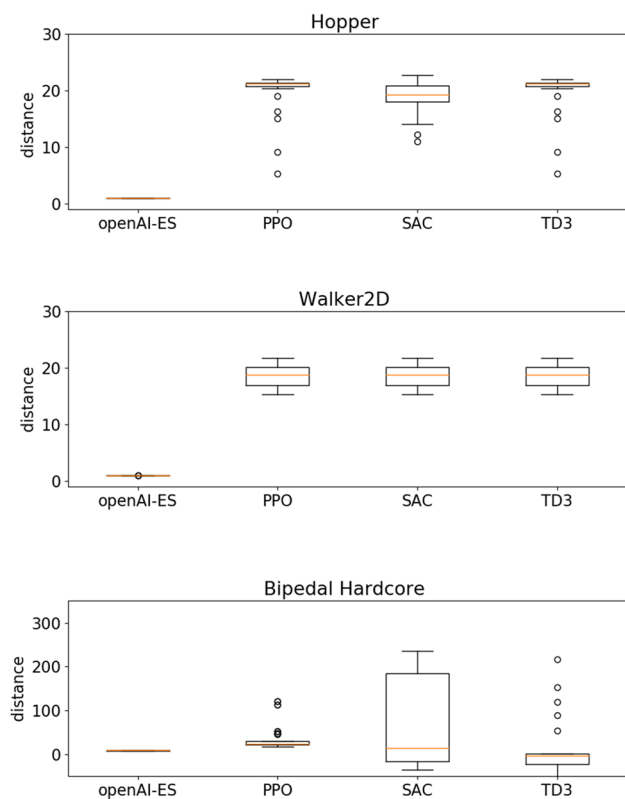 Hopper
30
20
10
0
distance
openAI-ES PPO SAC TD3
Walker2D
30
20
10
0
distance
openAI-ES PPO SAC TD3
Bipedal Hardcore
300
200
100
0
distance
openAI-ES PPO SAC TD3